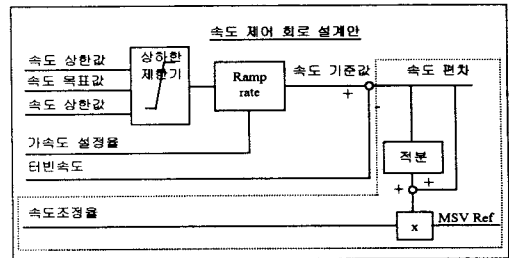 속도 제어 회로 설계안
속도 상한값
속도 목표값
속도 상한값
상하한
제한기
Ramp
rate
속도 기준값
속도 편차
+
-
가속도 설정율
터빈속도
적분
+
+
속도조정율
x
MSV Ref